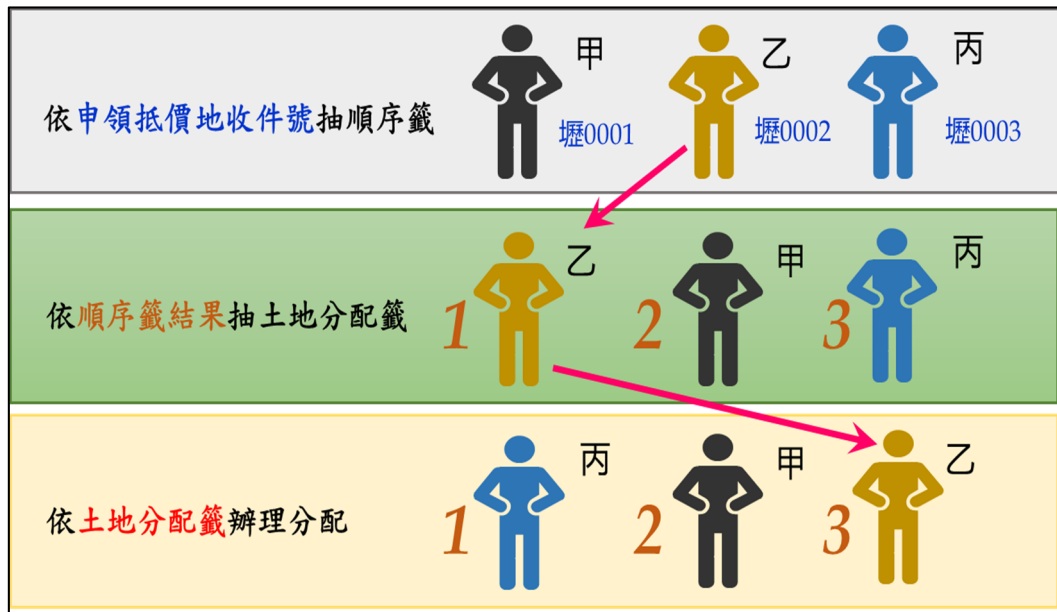 依申領抵價地收件號抽順序籤
甲
壢0001
乙
壢0002
丙
壢0003
依順序籤結果抽土地分配籤
1
乙
2
甲
3
丙
依土地分配籤辦理分配
1
丙
2
甲
3
乙